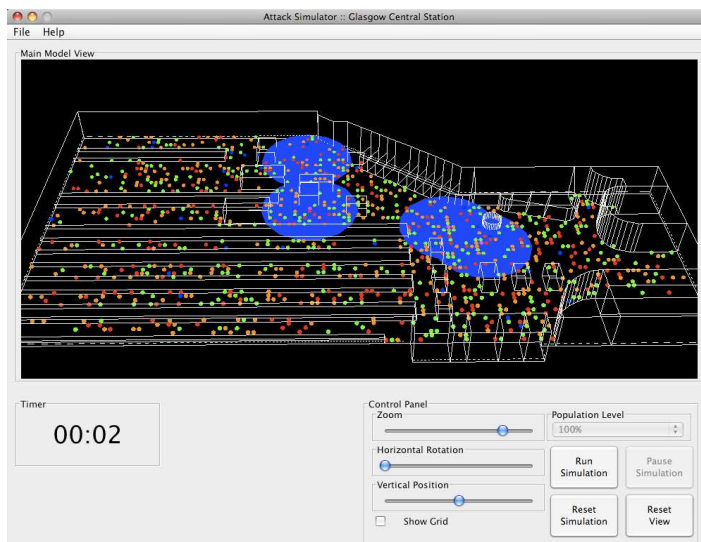 Attack Simulator :: Glasgow Central Station
File Help
Main Model View
Timer
00:02
Control Panel
Zoom
Population Level
100%
Horizontal Rotation
Run
Simulation
Pause
Simulation
Vertical Position
Show Grid
Reset
Simulation
Reset
View